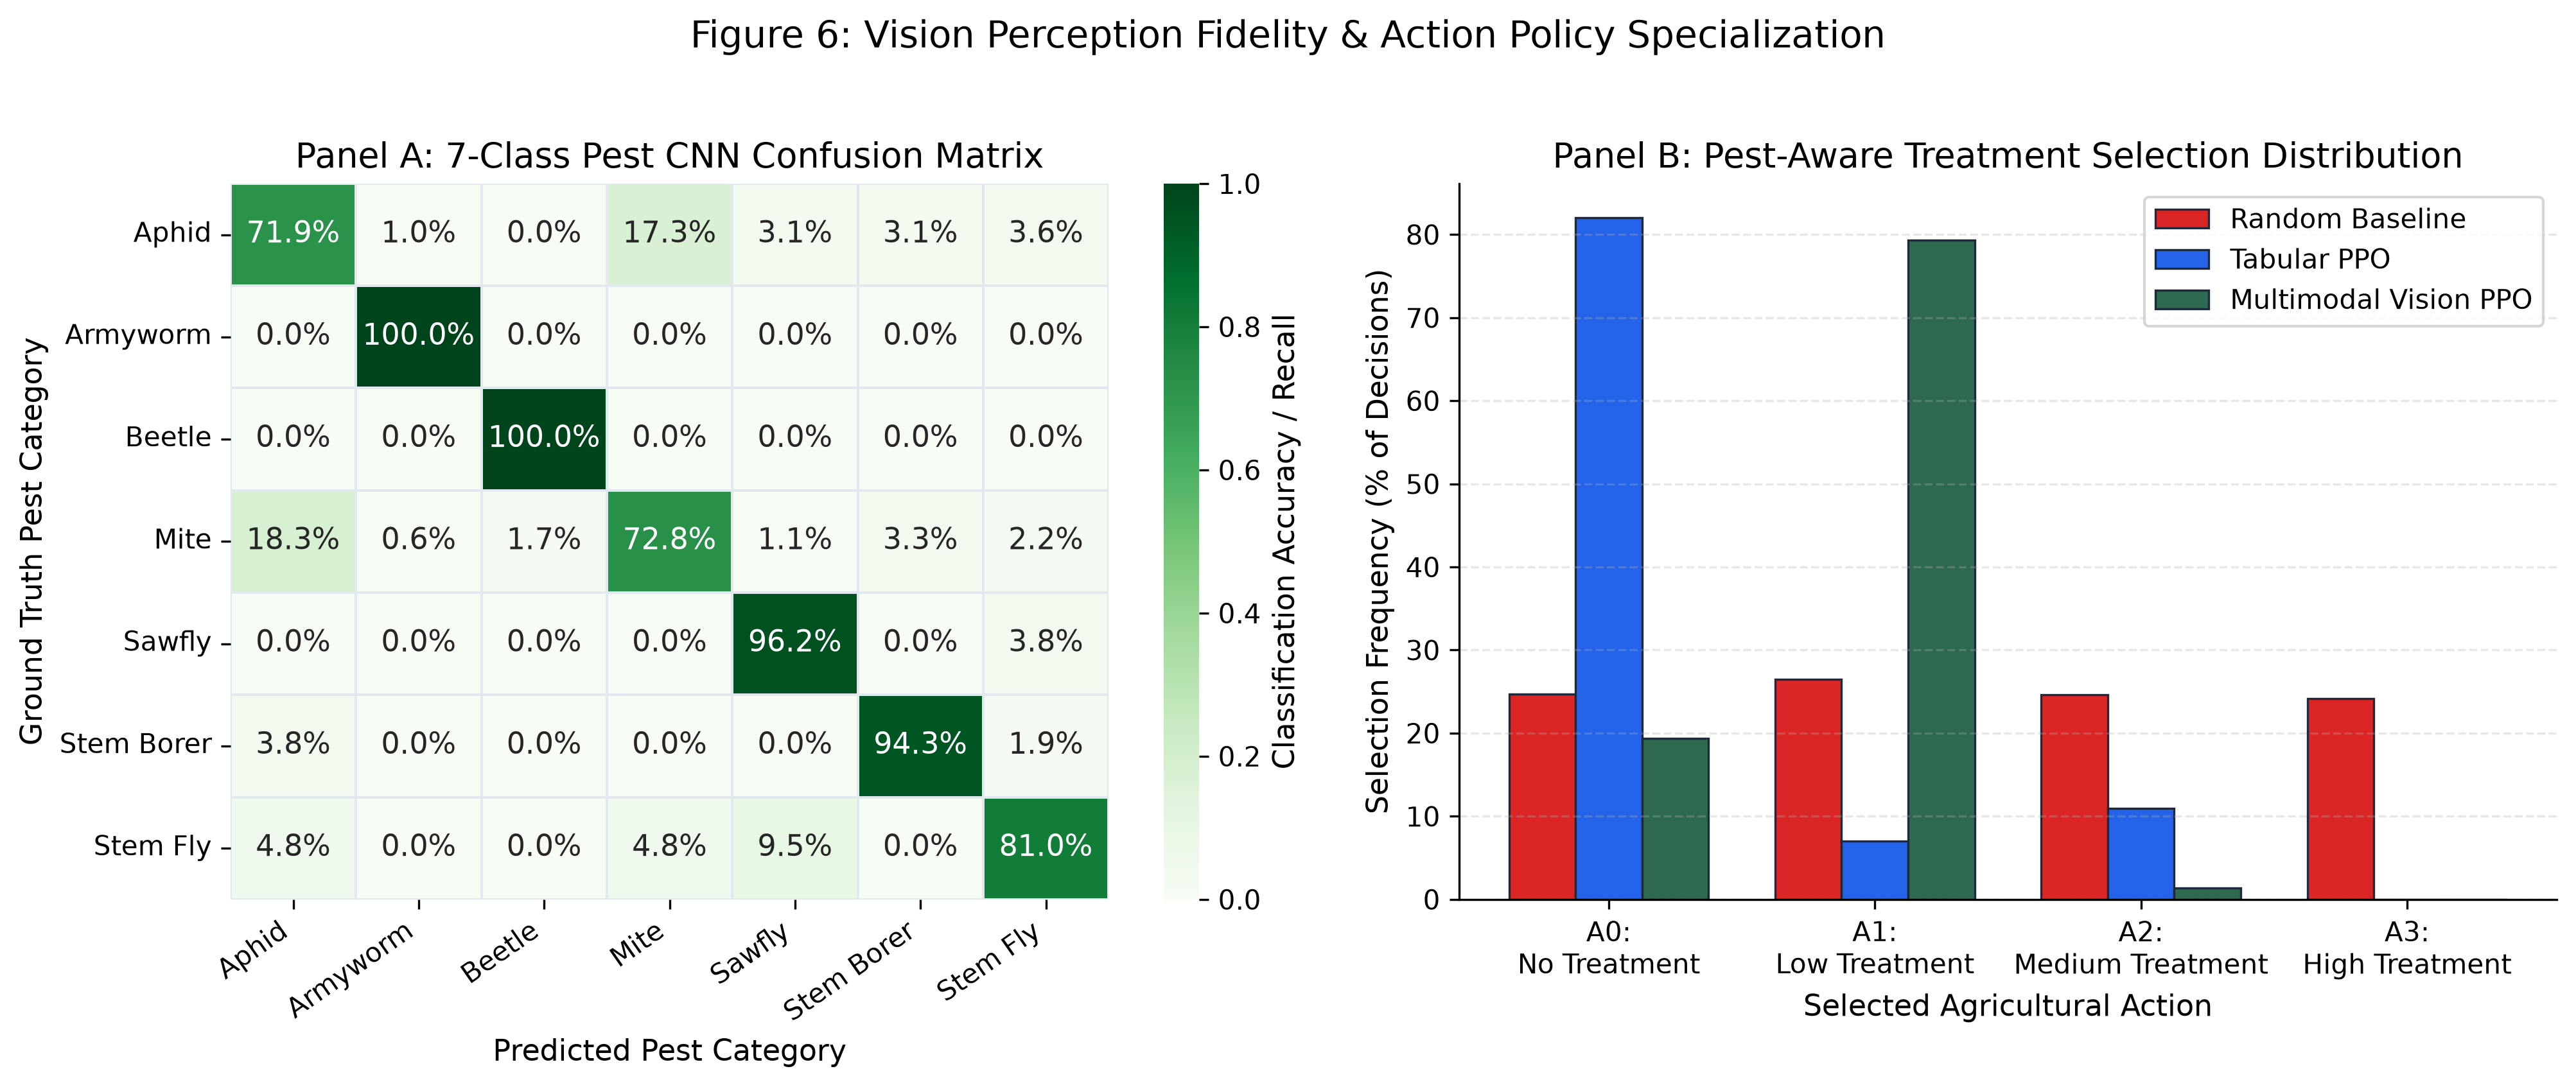 Figure 6: Vision Perception Fidelity & Action Policy Specialization
Panel A: 7-Class Pest CNN Confusion Matrix
Ground Truth Pest Category
Aphid 71.9% 1.0% 0.0% 17.3% 3.1% 3.1% 3.6%
Armyworm 0.0% 100.0% 0.0% 0.0% 0.0% 0.0% 0.0%
Beetle 0.0% 0.0% 100.0% 0.0% 0.0% 0.0% 0.0%
Mite 18.3% 0.6% 1.7% 72.8% 1.1% 3.3% 2.2%
Sawfly 0.0% 0.0% 0.0% 0.0% 96.2% 0.0% 3.8%
Stem Borer 3.8% 0.0% 0.0% 0.0% 0.0% 94.3% 1.9%
Stem Fly 4.8% 0.0% 0.0% 4.8% 9.5% 0.0% 81.0%
Aphid Armyworm Beetle Mite Sawfly Stem Borer Stem Fly
Predicted Pest Category
1.0
0.8
0.6
0.4
0.2
0.0
Classification Accuracy / Recall
Panel B: Pest-Aware Treatment Selection Distribution
Selection Frequency (% of Decisions)
80
70
60
50
40
30
20
10
0
Random Baseline
Tabular PPO
Multimodal Vision PPO
A0: A1: A2: A3:
No Treatment Low Treatment Medium Treatment High Treatment
Selected Agricultural Action